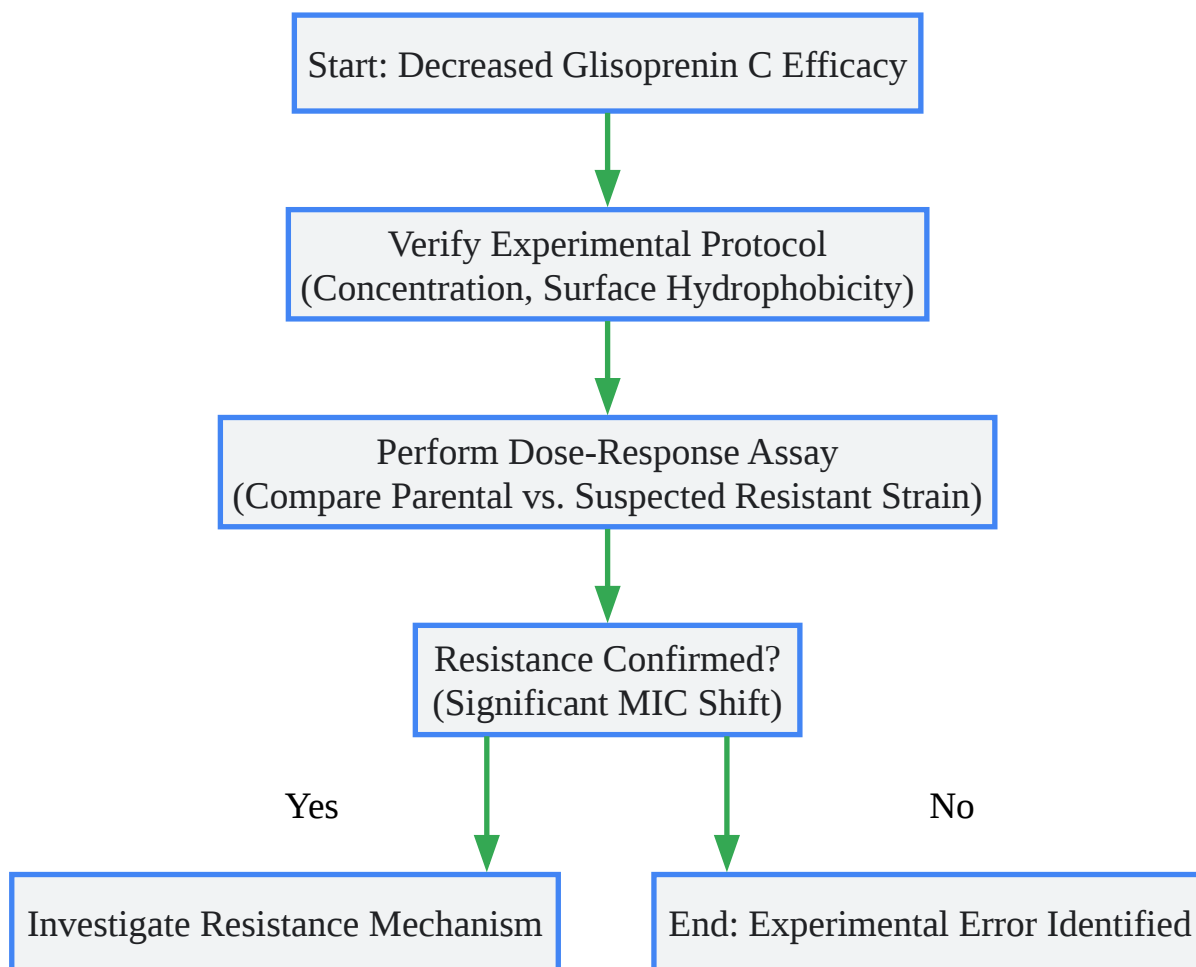 Start: Decreased Glisoprenin C Efficacy
Verify Experimental Protocol
(Concentration, Surface Hydrophobicity)
Perform Dose-Response Assay
(Compare Parental vs. Suspected Resistant Strain)
Resistance Confirmed?
(Significant MIC Shift)
Yes
No
Investigate Resistance Mechanism
End: Experimental Error Identified